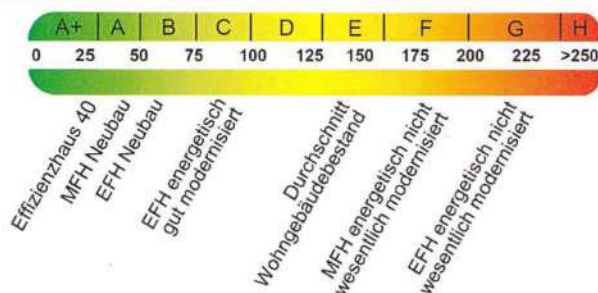 A+ A B C D E F G H
0 25 50 75 100 125 150 175 200 225 >250
Effizienzhaus 40
MFH Neubau
EFH Neubau
EFH energetisch
gut modernisiert
Durchschnitt
Wohngebäudebestand
MFH energetisch nicht
wesentlich modernisiert
EFH energetisch nicht
wesentlich modernisiert